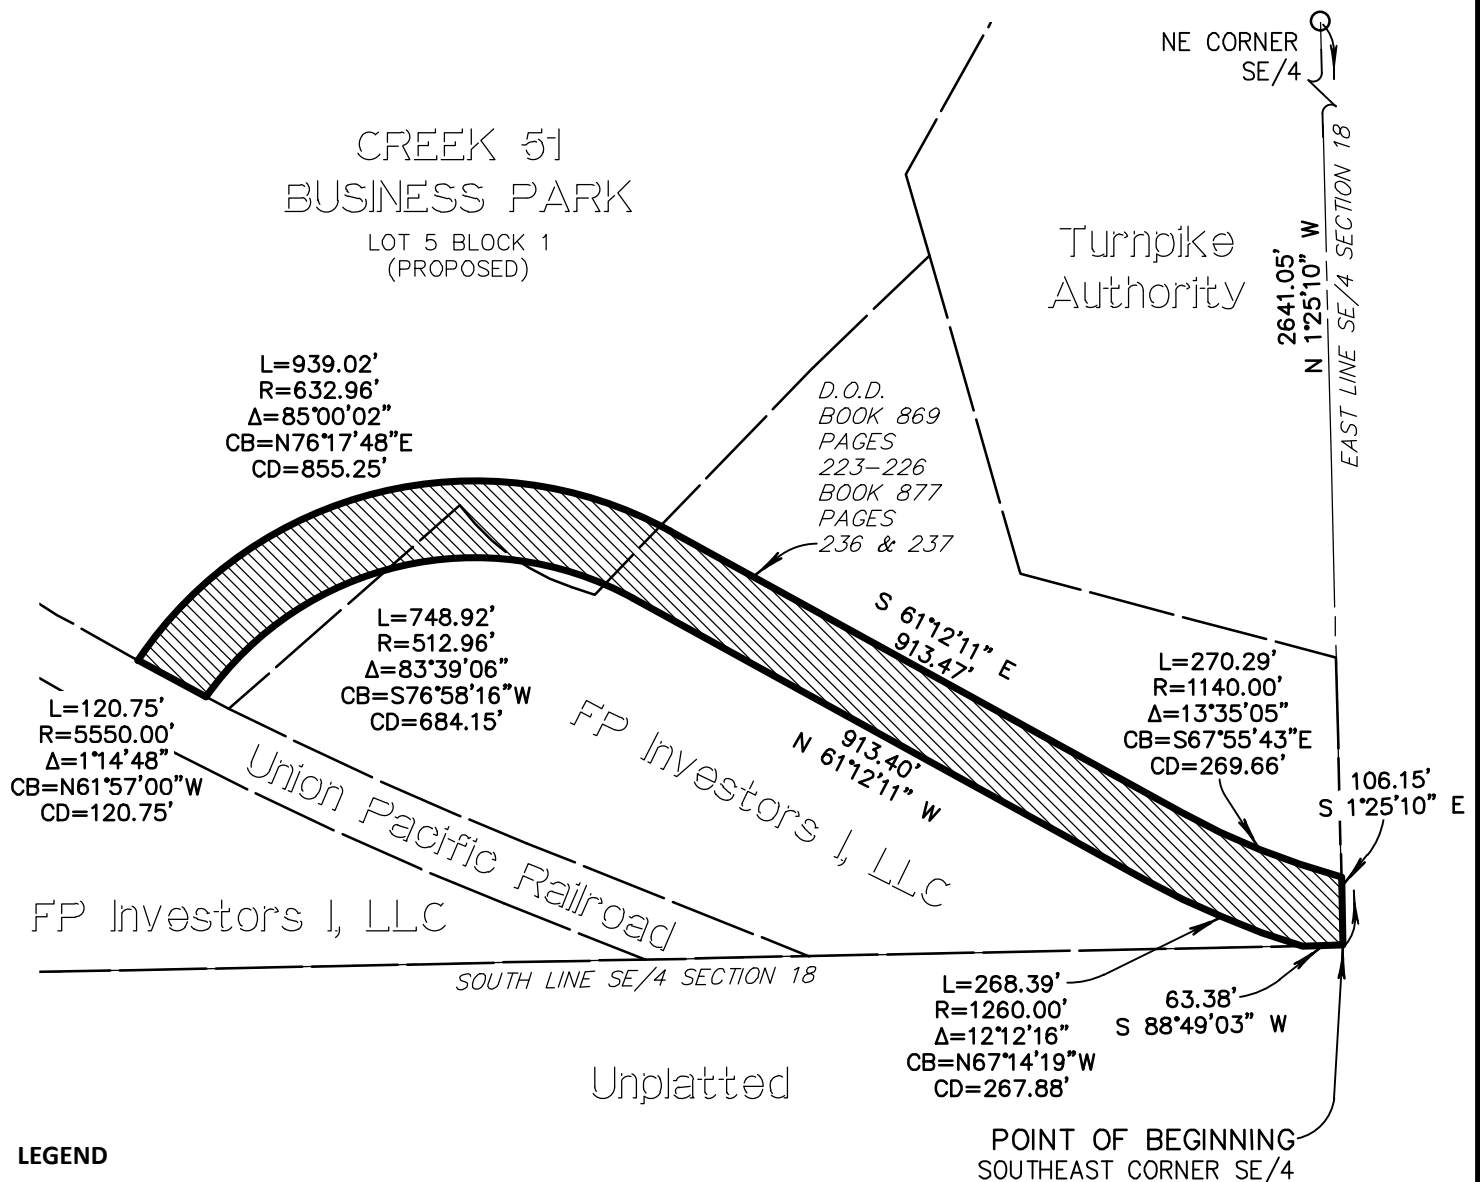 NE CORNER
SE/4
CREEK 51
BUSINESS PARK
LOT 5 BLOCK 1
(PROPOSED)
Turnpike
Authority
2641.05'
N 1°25'10" W
EAST LINE SE/4 SECTION 18
L=939.02'
R=632.96'
Δ=85°00'02"
CB=N76°17'48"E
CD=855.25'
D.O.D.
BOOK 869
PAGES
223-226
BOOK 877
PAGES
236 & 237
S 61°12'11" E
913.47'
L=748.92'
R=512.96'
Δ=83°39'06"
CB=S76°58'16"W
CD=684.15'
L=270.29'
R=1140.00'
Δ=13°35'05"
CB=S67°55'43"E
CD=269.66'
L=120.75'
R=5550.00'
Δ=1°14'48"
CB=N61°57'00"W
CD=120.75'
913.40'
N 61°12'11" W
106.15'
S 1°25'10" E
FP Investors I, LLC
Union Pacific Railroad
FP Investors I, LLC
SOUTH LINE SE/4 SECTION 18
L=268.39'
R=1260.00'
Δ=12°12'16"
CB=N67°14'19"W
CD=267.88'
63.38'
S 88°49'03" W
Unplatted
POINT OF BEGINNING
SOUTHEAST CORNER SE/4
LEGEND